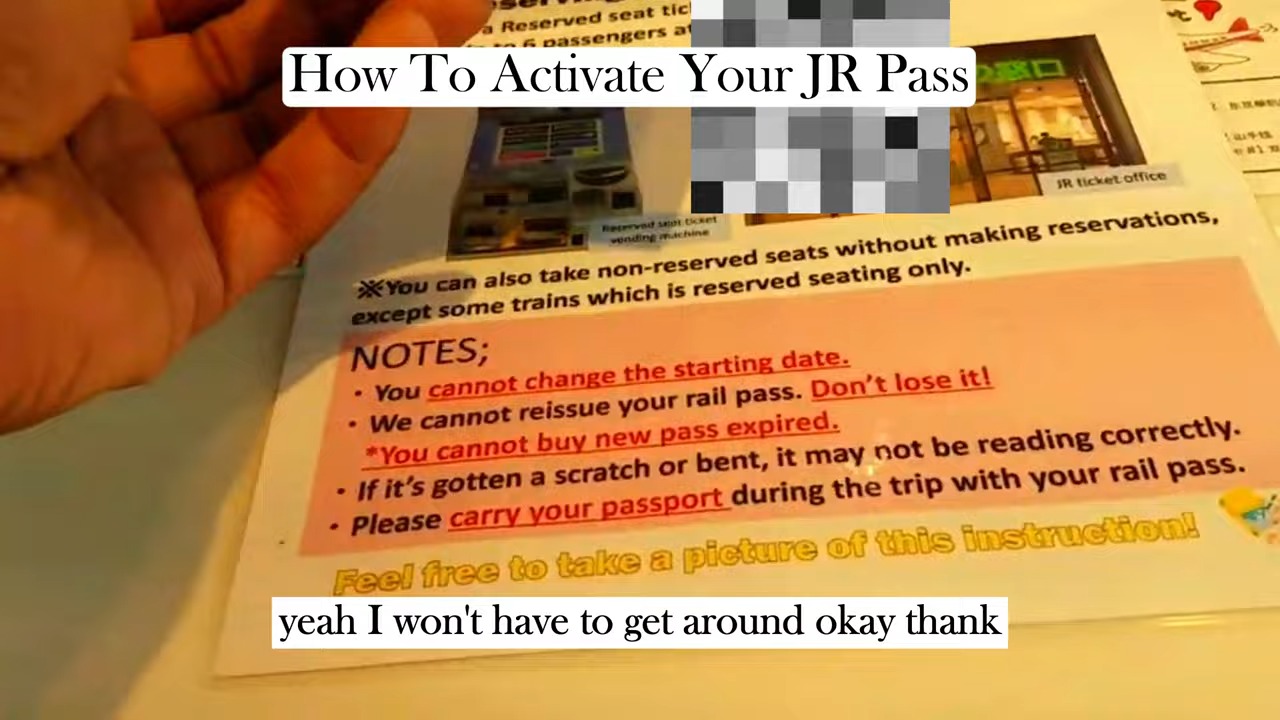 a Reserved seat
6 passengers
How To Activate Your JR Pass
窓口
JR ticket office
Reserved seat ticket
vending machine
※You can also take non-reserved seats without making reservations,
except some trains which is reserved seating only.
NOTES;
・You cannot change the starting date.
・We cannot reissue your rail pass. Don't lose it!
*You cannot buy new pass expired.
・If it's gotten a scratch or bent, it may not be reading correctly.
・Please carry your passport during the trip with your rail pass.
Feel free to take a picture of this instruction!
yeah I won't have to get around okay thank